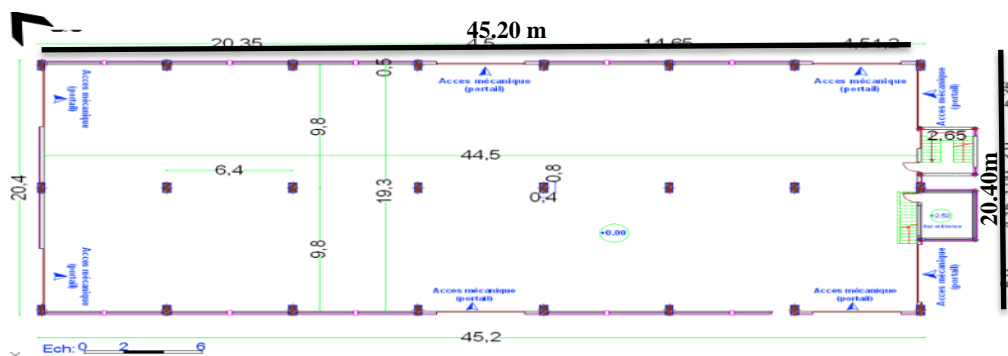 45.20 m
20,35
4,5
14,65
0,5
Acces mécanique
(portail)
Acces mécanique
(portail)
Acces mécanique
(portail)
Acces mécanique
(portail)
9,8
2,65
44,5
6,4
0,8
0,4
20,4
19,3
20.40m
+0.00
+2.62
9,8
Acces mécanique
(portail)
Acces mécanique
(portail)
Acces mécanique
(portail)
Acces mécanique
(portail)
45,2
Ech: 0 2 6